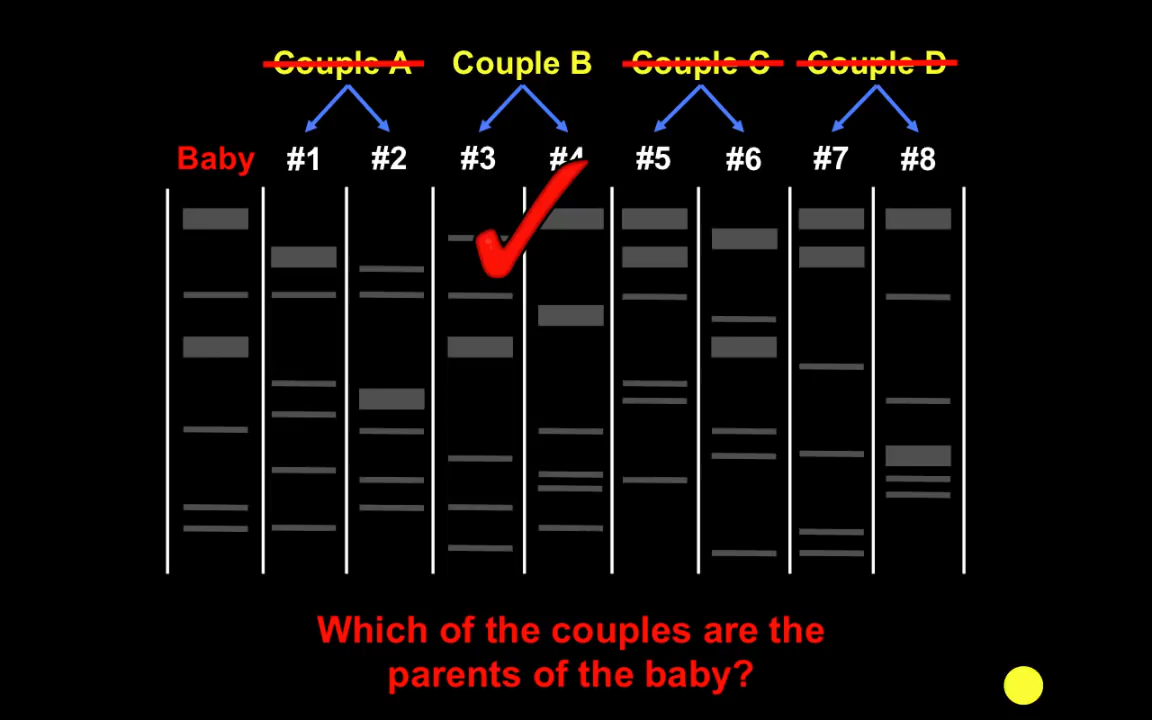 Couple A Couple B Couple C Couple D
Baby #1 #2 #3 #4 #5 #6 #7 #8
Which of the couples are the
parents of the baby?